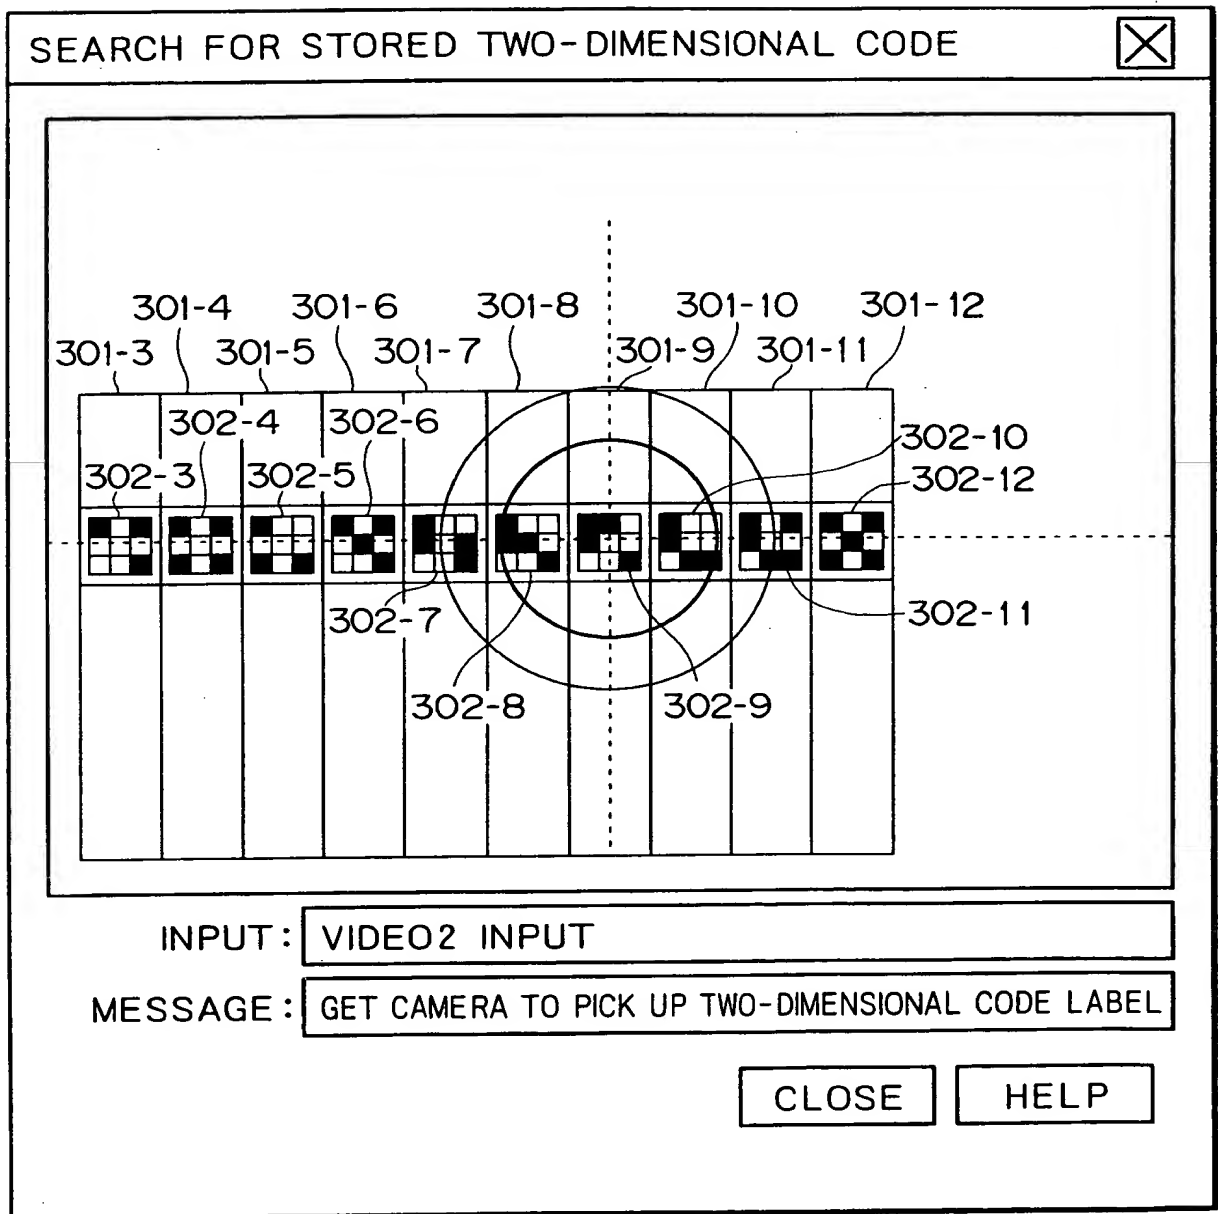 SEARCH FOR STORED TWO-DIMENSIONAL CODE
301-4 301-6 301-8 301-10 301-12
301-3 301-5 301-7 301-9 301-11
302-4 302-6 302-10
302-3 302-5 302-12
302-7 302-11
302-8 302-9
INPUT: VIDEO2 INPUT
MESSAGE: GET CAMERA TO PICK UP TWO-DIMENSIONAL CODE LABEL
CLOSE HELP